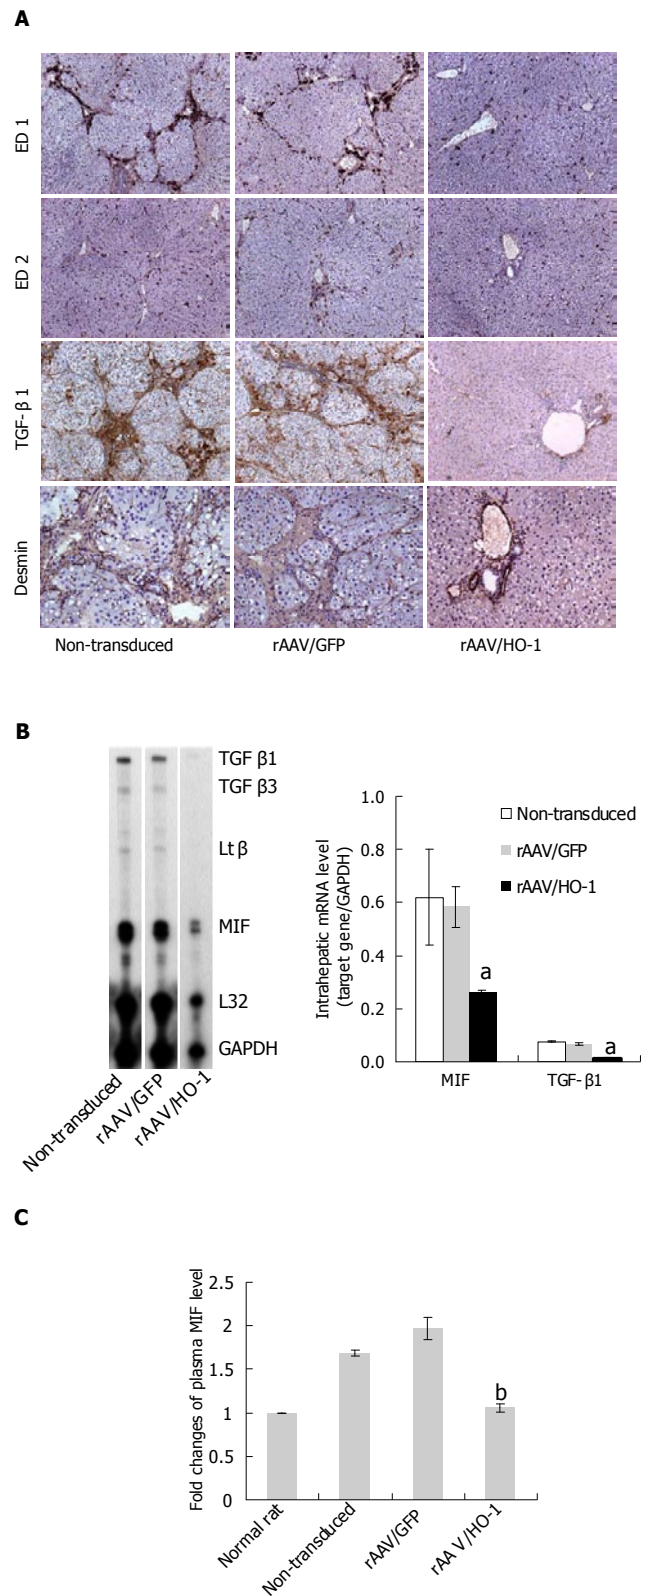 A
ED 1
ED 2
TGF- β 1
Desmin
Non-transduced
rAAV/GFP
rAAV/HO-1
B
TGF β1
TGF β3
Lt β
MIF
L32
GAPDH
Non-transduced
rAAV/GFP
rAAV/HO-1
Intrahepatic mRNA level
(target gene/GAPDH)
1.0
0.8
0.6
0.4
0.2
0.0
Non-transduced
rAAV/GFP
rAAV/HO-1
a
a
MIF
TGF- β1
C
Fold changes of plasma MIF level
2.5
2
1.5
1
0.5
0
b
Normal rat
Non-transduced
rAAV/GFP
rAA V/HO-1